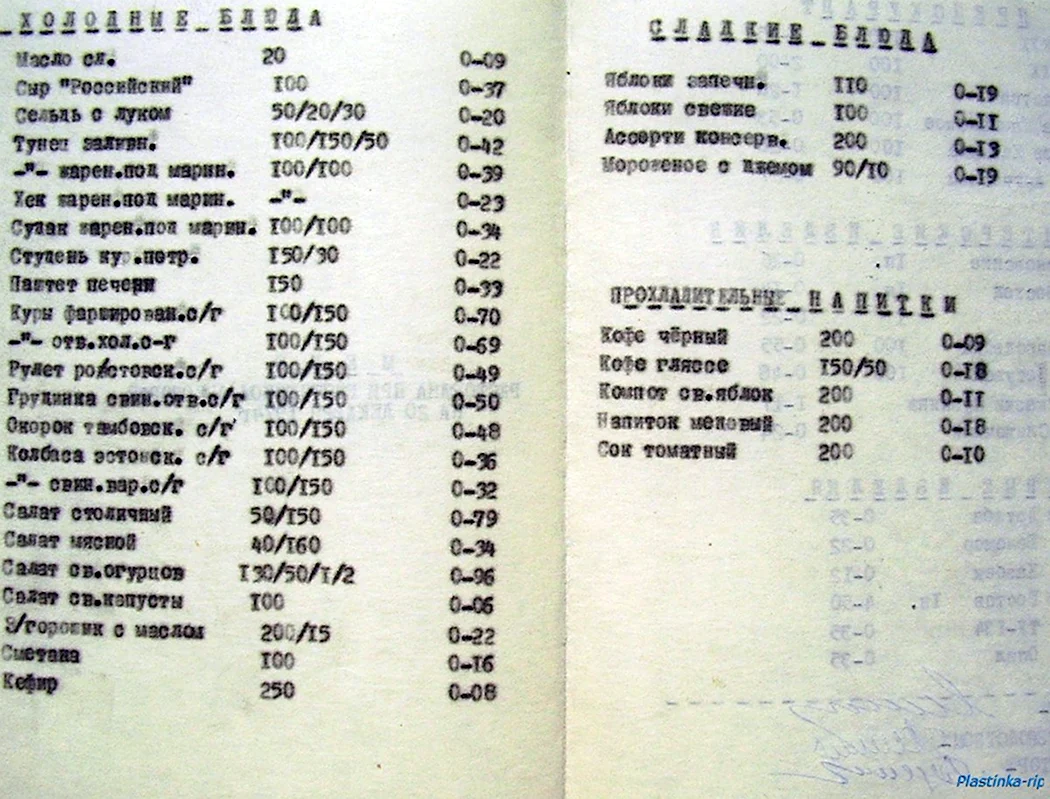 ХОЛОДНЫЕ БЛЮДА
Масло сл. 20 0-09
Сыр "Российский" 100 0-37
Сельдь с луком 50/20/30 0-20
Тунец заливн. 100/150/50 0-42
-"- жарен.под марин. 100/100 0-39
Хек жарен.под марин. -"- 0-23
Судак жарен.под марин. 100/100 0-34
Студень кур.потр. 150/30 0-22
Паштет печени 150 0-33
Куры фарширован.с/г 100/150 0-70
-"- отв.хол.с-г 100/150 0-69
Рулет ростовск.с/г 100/150 0-49
Грудинка свин.отв.с/г 100/150 0-50
Окорок тамбовск. с/г 100/150 0-48
Колбаса эстонск. с/г 100/150 0-36
-"- свин.вар.с/г 100/150 0-32
Салат столичный 50/150 0-79
Салат мясной 40/160 0-34
Салат св.огурцов 130/50/1/2 0-96
Салат св.капусты 100 0-06
З/горошек с маслом 200/15 0-22
Сметана 100 0-16
Кефир 250 0-08
СЛАДКИЕ БЛЮДА
Яблоки запечн. 110 0-19
Яблоки свежие 100 0-11
Ассорти консерв. 200 0-13
Мороженое с джемом 90/10 0-19
ПРОХЛАДИТЕЛЬНЫЕ НАПИТКИ
Кофе чёрный 200 0-09
Кофе гляссе 150/50 0-18
Компот св.яблок 200 0-11
Напиток меховый 200 0-18
Сок томатный 200 0-10
Plastinka-rip